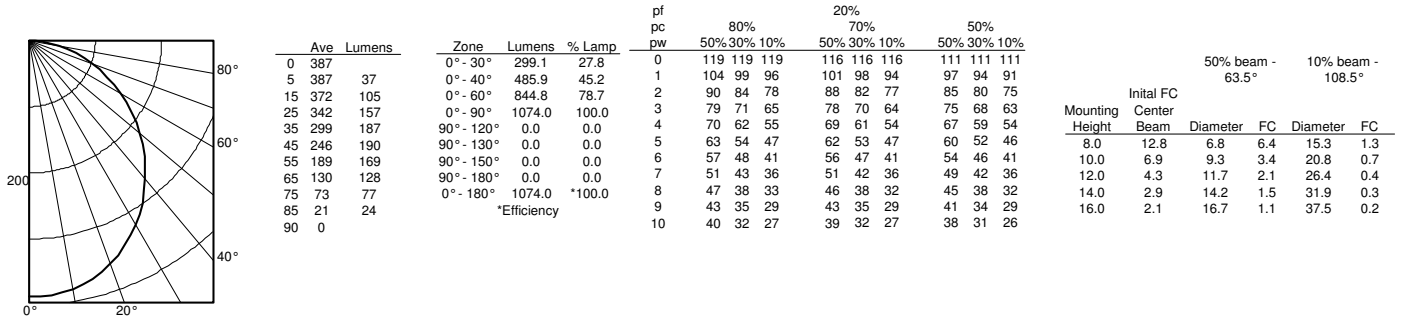 80°
60°
200
40°
0° 20°
Ave Lumens
0 387
5 387 37
15 372 105
25 342 157
35 299 187
45 246 190
55 189 169
65 130 128
75 73 77
85 21 24
90 0
Zone Lumens % Lamp
0°- 30° 299.1 27.8
0°- 40° 485.9 45.2
0°- 60° 844.8 78.7
0°- 90° 1074.0 100.0
90°- 120° 0.0 0.0
90°- 130° 0.0 0.0
90°- 150° 0.0 0.0
90°- 180° 0.0 0.0
0°- 180° 1074.0 *100.0
*Efficiency
pf 20%
pc 80% 70% 50%
pw 50% 30% 10% 50% 30% 10% 50% 30% 10%
0 119 119 119 116 116 116 111 111 111
1 104 99 96 101 98 94 97 94 91
2 90 84 78 88 82 77 85 80 75
3 79 71 65 78 70 64 75 68 63
4 70 62 55 69 61 54 67 59 54
5 63 54 47 62 53 47 60 52 46
6 57 48 41 56 47 41 54 46 41
7 51 43 36 51 42 36 49 42 36
8 47 38 33 46 38 32 45 38 32
9 43 35 29 43 35 29 41 34 29
10 40 32 27 39 32 27 38 31 26
50% beam - 10% beam -
63.5° 108.5°
Inital FC
Mounting Center
Height Beam Diameter FC Diameter FC
8.0 12.8 6.8 6.4 15.3 1.3
10.0 6.9 9.3 3.4 20.8 0.7
12.0 4.3 11.7 2.1 26.4 0.4
14.0 2.9 14.2 1.5 31.9 0.3
16.0 2.1 16.7 1.1 37.5 0.2